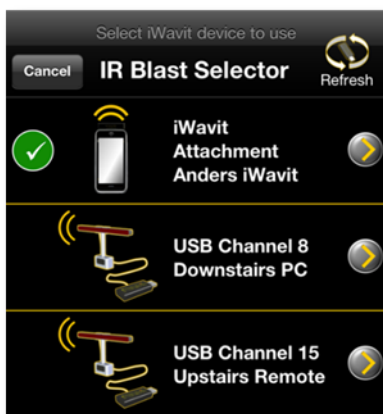 Select iWavit device to use
Cancel
IR Blast Selector
Refresh
iWavit
Attachment
Anders iWavit
USB Channel 8
Downstairs PC
USB Channel 15
Upstairs Remote